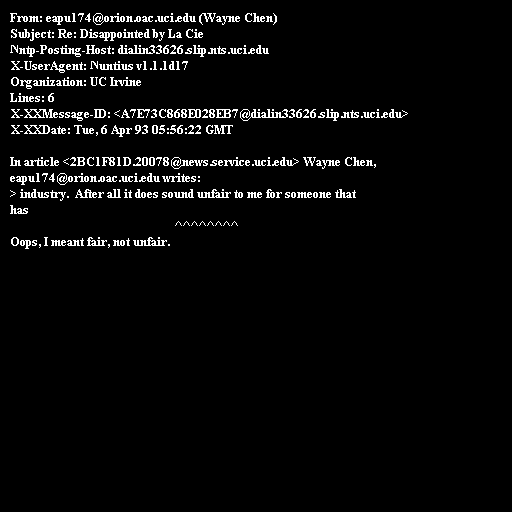 From: eapu174@orion.oac.uci.edu (Wayne Chen)
Subject: Re: Disappointed by La Cie
Nntp-Posting-Host: dialin33626.slip.nts.uci.edu
X-UserAgent: Nuntius v1.1.1d17
Organization: UC Irvine
Lines: 6
X-XXMessage-ID: <A7E73C868E028EB7@dialin33626.slip.nts.uci.edu>
X-XXDate: Tue, 6 Apr 93 05:56:22 GMT

In article <2BC1F81D.20078@news.service.uci.edu> Wayne Chen,
eapu174@orion.oac.uci.edu writes:
> industry.  After all it does sound unfair to me for someone that
has
^^^^^^^^
Oops, I meant fair, not unfair.